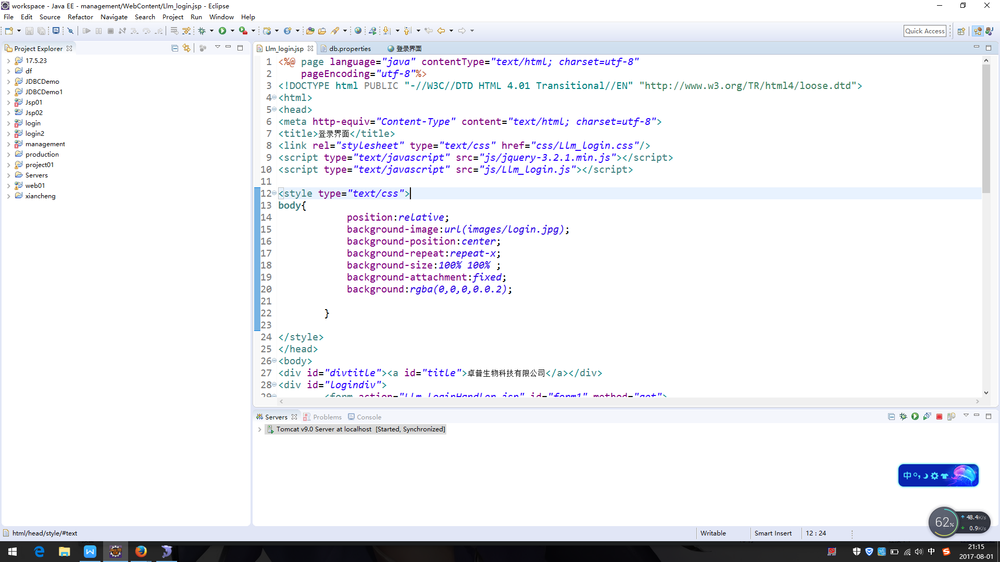 workspace - Java EE - management/WebContent/Llm_login.jsp - Eclipse
File Edit Source Refactor Navigate Search Project Run Window Help
Quick Access
Project Explorer
17.5.23
df
JDBCDemo
JDBCDemo1
Jsp01
Jsp02
login
login2
management
production
project01
Servers
web01
xiancheng
Llm_login.jsp db.properties 登录界面
1 <%@ page language="java" contentType="text/html; charset=utf-8"
2 pageEncoding="utf-8"%>
3 <!DOCTYPE html PUBLIC "-//W3C//DTD HTML 4.01 Transitional//EN" "http://www.w3.org/TR/html4/loose.dtd">
4 <html>
5 <head>
6 <meta http-equiv="Content-Type" content="text/html; charset=utf-8">
7 <title>登录界面</title>
8 <link rel="stylesheet" type="text/css" href="css/Llm_login.css"/>
9 <script type="text/javascript" src="js/jquery-3.2.1.min.js"></script>
10 <script type="text/javascript" src="js/Llm_login.js"></script>
11
12 <style type="text/css">
13 body{
14 position:relative;
15 background-image:url(images/login.jpg);
16 background-position:center;
17 background-repeat:repeat-x;
18 background-size:100% 100% ;
19 background-attachment:fixed;
20 background:rgba(0,0,0,0.0.2);
21
22 }
23
24 </style>
25 </head>
26 <body>
27 <div id="divtitle"><a id="title">卓普生物科技有限公司</a></div>
28 <div id="logindiv">
29 <form action="Llm_loginHandler.jsp" id="form1" method="get">
Servers Problems Console
Tomcat v9.0 Server at localhost [Started, Synchronized]
中
62%
48.4K/s
0.9K/s
html/head/style/#text
Writable Smart Insert 12 : 24
中
21:15
2017-08-01